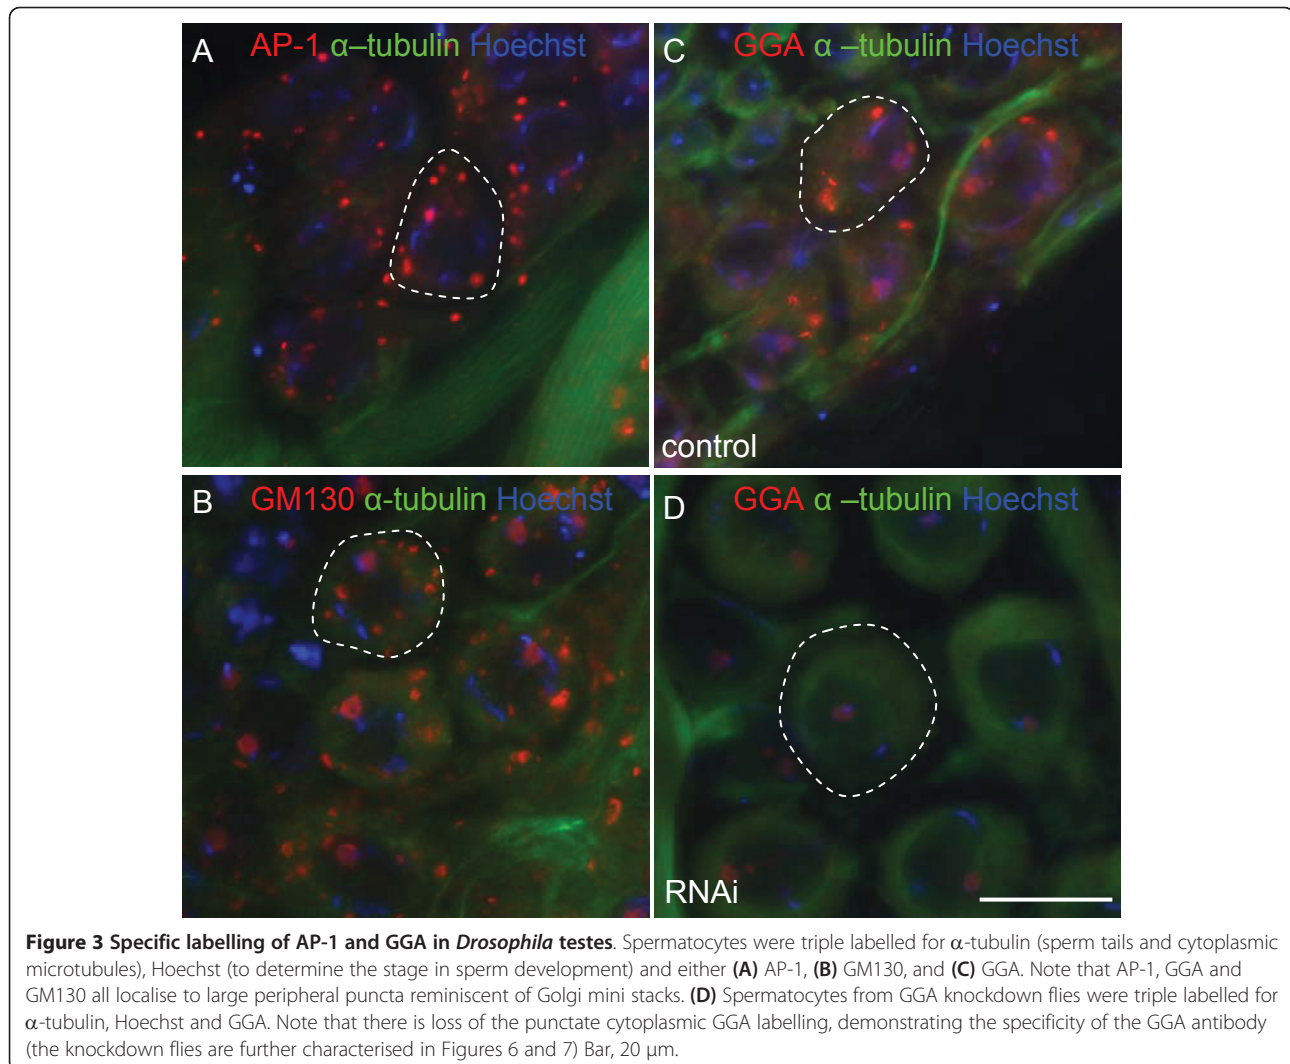 A AP-1 α–tubulin Hoechst
C GGA α –tubulin Hoechst
control
B GM130 α-tubulin Hoechst
D GGA α –tubulin Hoechst
RNAi
Figure 3 Specific labelling of AP-1 and GGA in Drosophila testes. Spermatocytes were triple labelled for α-tubulin (sperm tails and cytoplasmic
microtubules), Hoechst (to determine the stage in sperm development) and either (A) AP-1, (B) GM130, and (C) GGA. Note that AP-1, GGA and
GM130 all localise to large peripheral puncta reminiscent of Golgi mini stacks. (D) Spermatocytes from GGA knockdown flies were triple labelled for
α-tubulin, Hoechst and GGA. Note that there is loss of the punctate cytoplasmic GGA labelling, demonstrating the specificity of the GGA antibody
(the knockdown flies are further characterised in Figures 6 and 7) Bar, 20 μm.